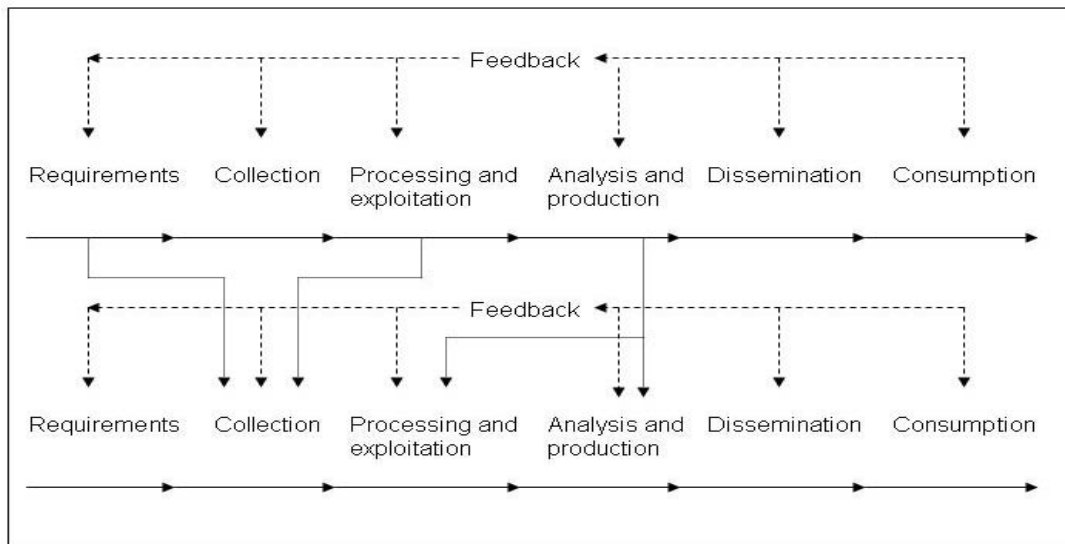 Feedback
Requirements Collection Processing and exploitation Analysis and production Dissemination Consumption
Feedback
Requirements Collection Processing and exploitation Analysis and production Dissemination Consumption